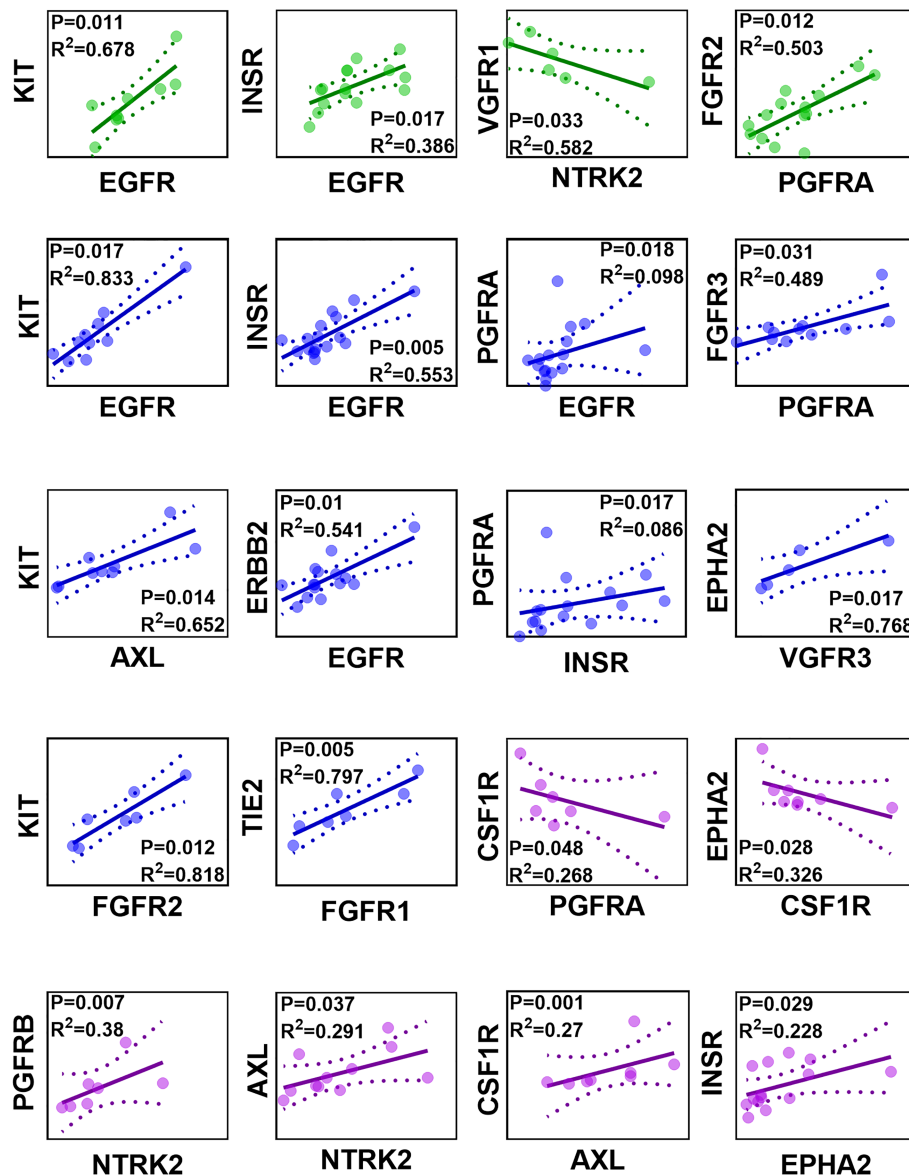 P=0.011
R²=0.678
KIT
EGFR
INSR
P=0.017
R²=0.386
EGFR
VGFR1
P=0.033
R²=0.582
NTRK2
P=0.012
R²=0.503
FGFR2
PGFRA
P=0.017
R²=0.833
KIT
EGFR
INSR
P=0.005
R²=0.553
EGFR
P=0.018
R²=0.098
PGFRA
EGFR
P=0.031
R²=0.489
FGFR3
PGFRA
KIT
P=0.014
R²=0.652
AXL
P=0.01
R²=0.541
ERBB2
EGFR
P=0.017
R²=0.086
PGFRA
INSR
EPHA2
P=0.017
R²=0.768
VGFR3
KIT
P=0.012
R²=0.818
FGFR2
P=0.005
R²=0.797
TIE2
FGFR1
CSF1R
P=0.048
R²=0.268
PGFRA
EPHA2
P=0.028
R²=0.326
CSF1R
P=0.007
R²=0.38
PGFRB
NTRK2
P=0.037
R²=0.291
AXL
NTRK2
P=0.001
R²=0.27
CSF1R
AXL
P=0.029
R²=0.228
INSR
EPHA2